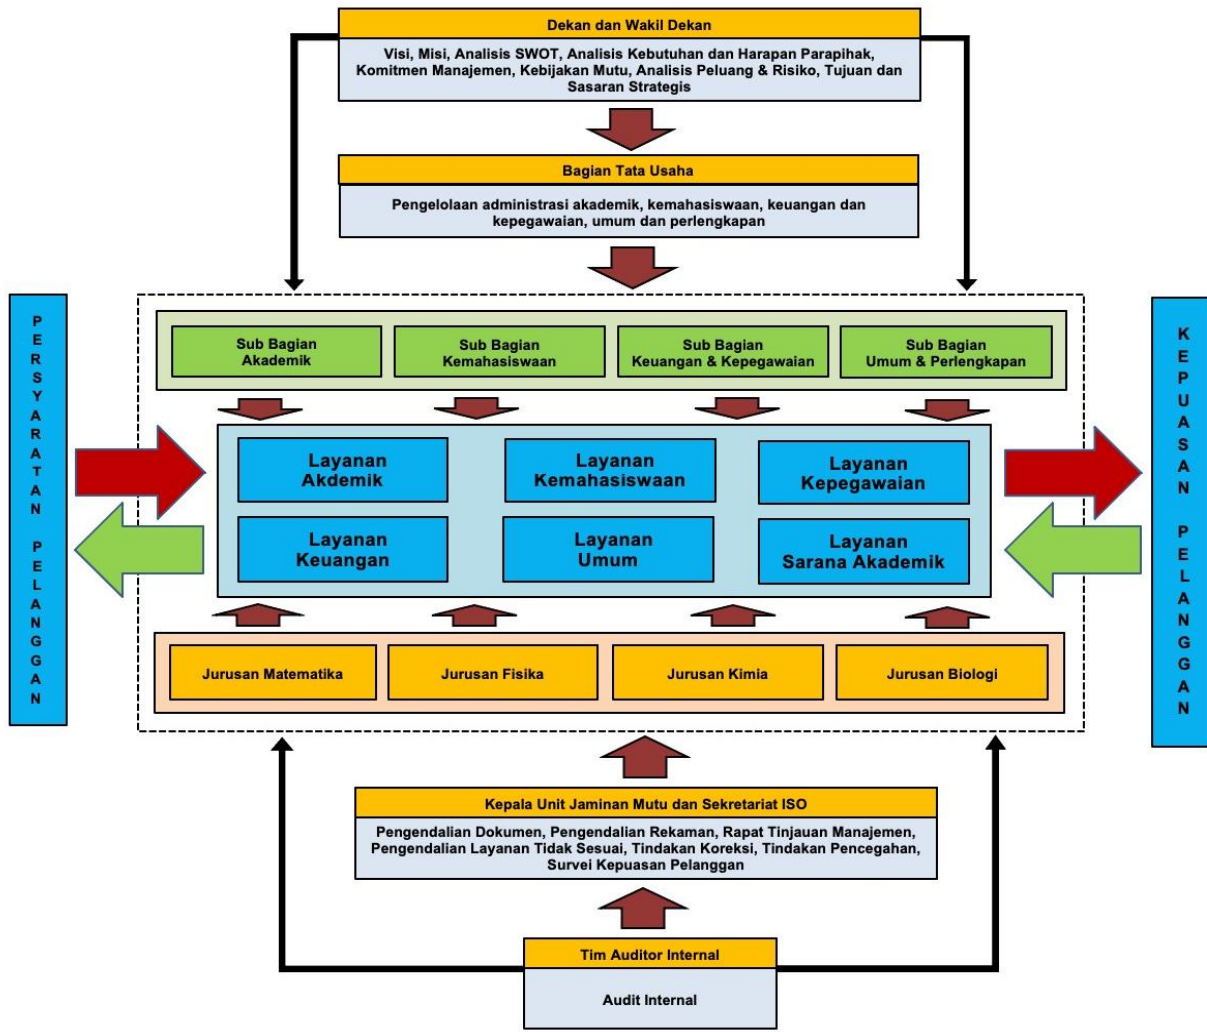 Dekan dan Wakil Dekan
Visi, Misi, Analisis SWOT, Analisis Kebutuhan dan Harapan Parapihak,
Komitmen Manajemen, Kebijakan Mutu, Analisis Peluang & Risiko, Tujuan dan
Sasaran Strategis
Bagian Tata Usaha
Pengelolaan administrasi akademik, kemahasiswaan, keuangan dan
kepegawaian, umum dan perlengkapan
PERSYARATAN PELANGGAN
Sub Bagian
Akademik
Sub Bagian
Kemahasiswaan
Sub Bagian
Keuangan & Kepegawaian
Sub Bagian
Umum & Perlengkapan
Layanan
Akdemik
Layanan
Kemahasiswaan
Layanan
Kepegawaian
Layanan
Keuangan
Layanan
Umum
Layanan
Sarana Akademik
Jurusan Matematika
Jurusan Fisika
Jurusan Kimia
Jurusan Biologi
KEPUASAN PELANGGAN
Kepala Unit Jaminan Mutu dan Sekretariat ISO
Pengendalian Dokumen, Pengendalian Rekaman, Rapat Tinjauan Manajemen,
Pengendalian Layanan Tidak Sesuai, Tindakan Koreksi, Tindakan Pencegahan,
Survei Kepuasan Pelanggan
Tim Auditor Internal
Audit Internal